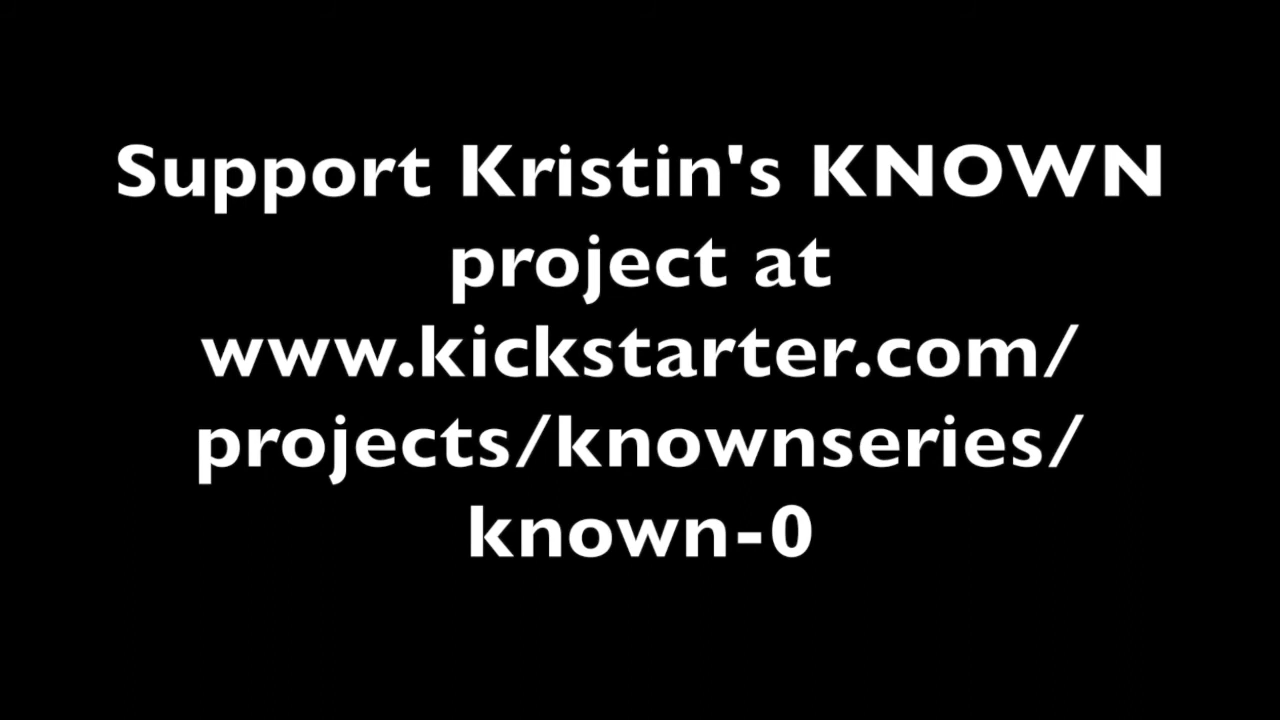 Support Kristin's KNOWN
project at
www.kickstarter.com/
projects/knownseries/
known-0